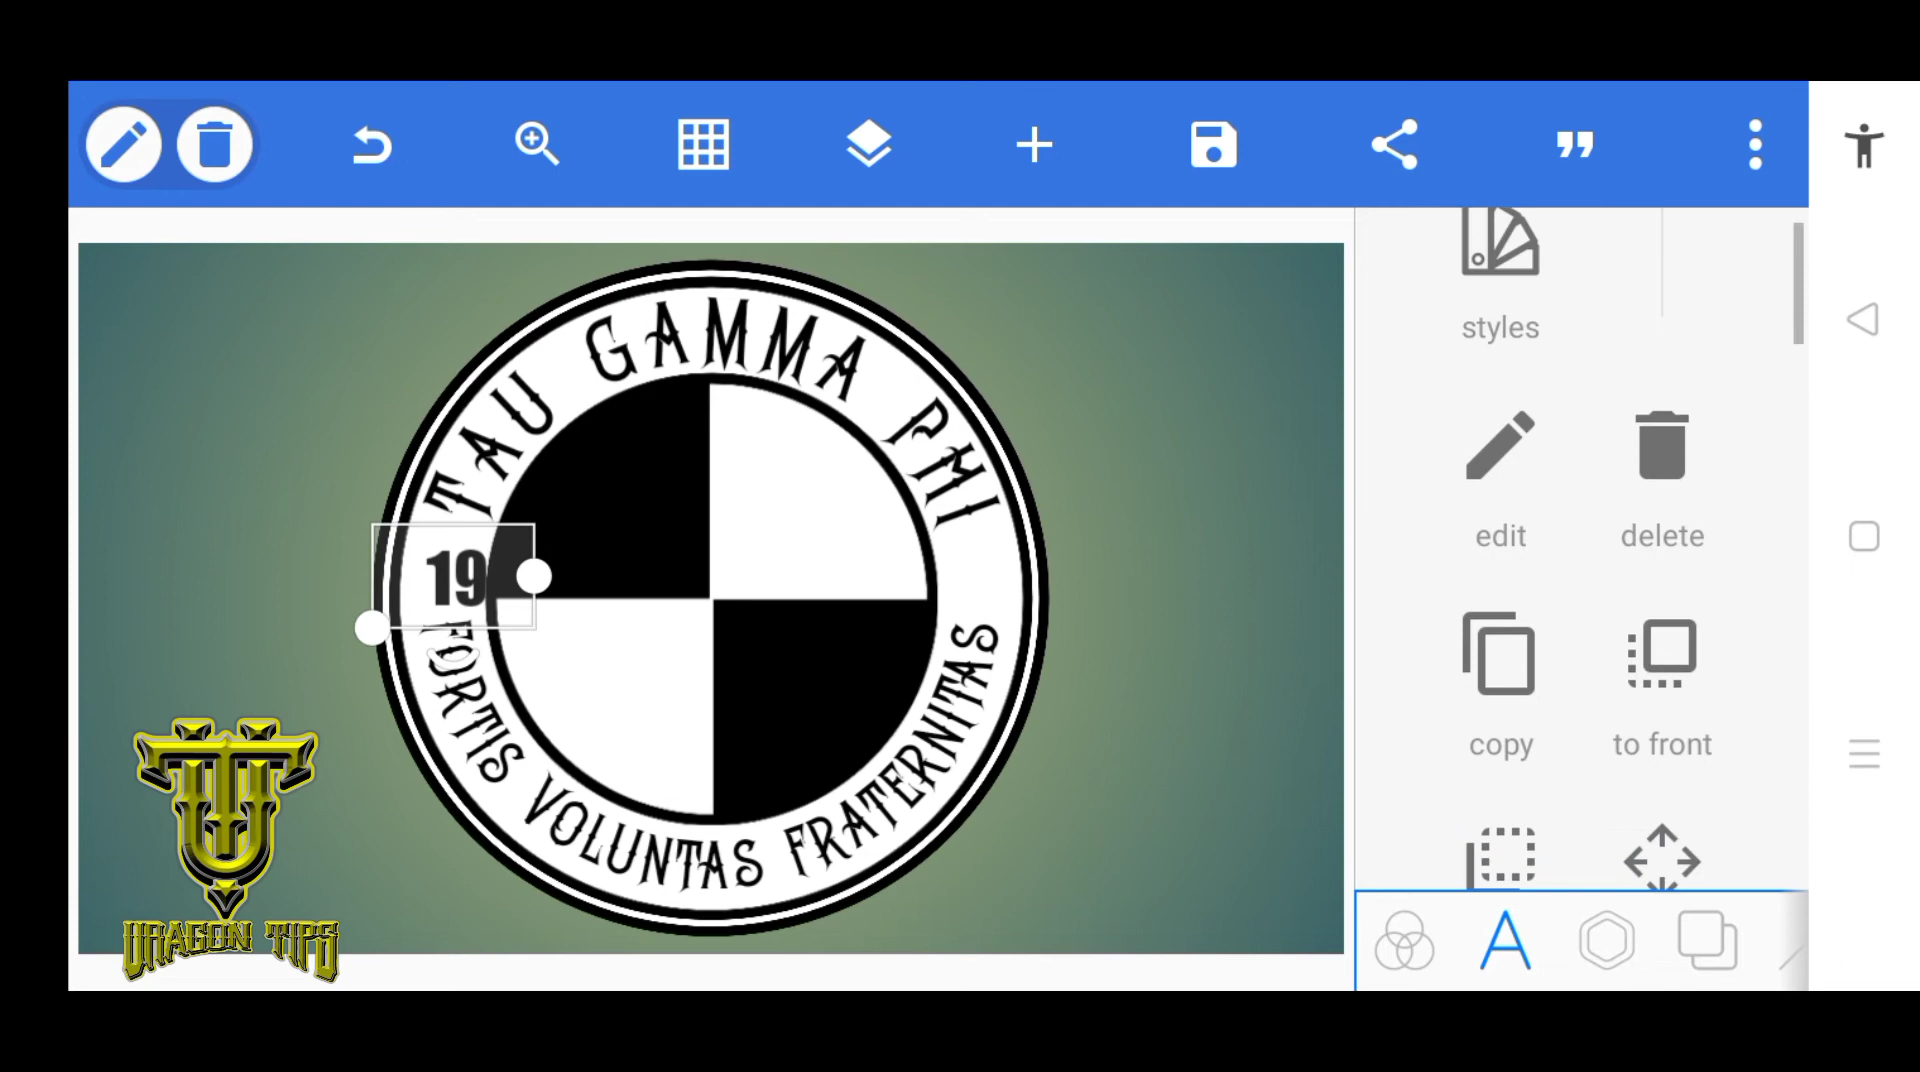 styles
TAU GAMMA PHI
edit
delete
19
FORTIS VOLUNTAS FRATERNITAS
copy
to front
DRAGON TIPS